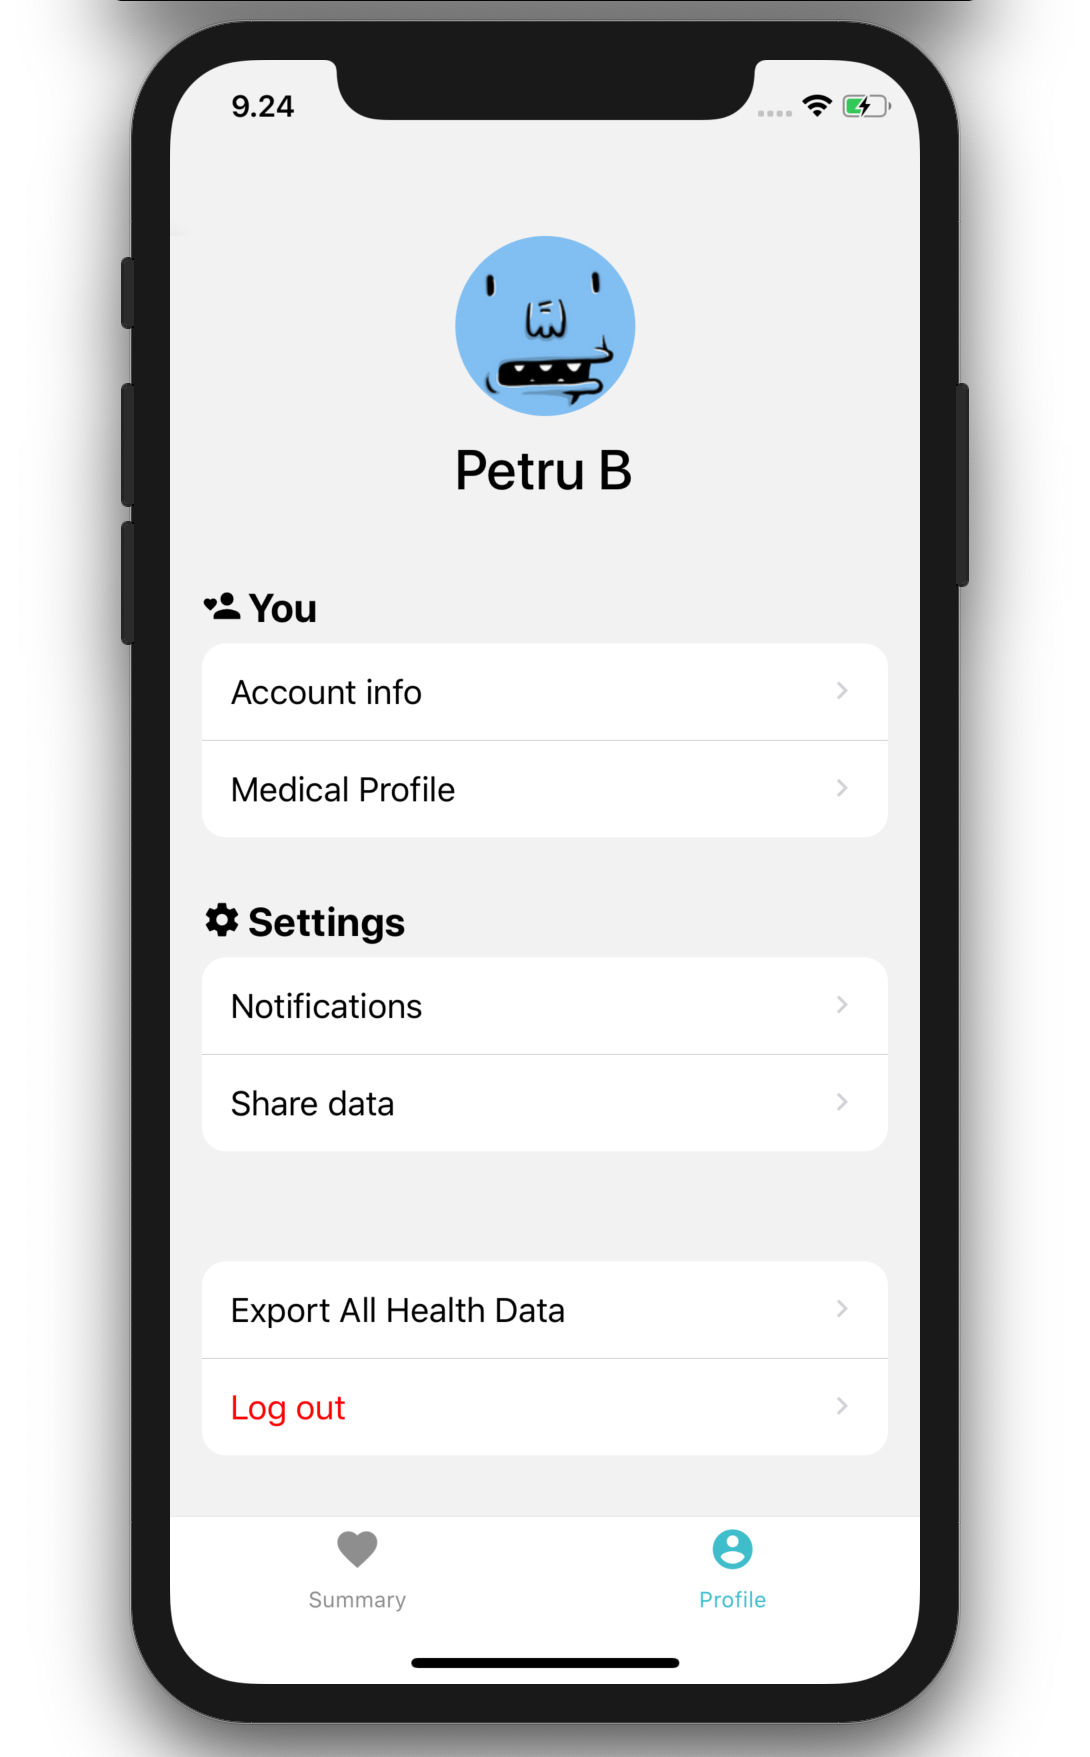 9.24
Petru B
You
Account info
Medical Profile
Settings
Notifications
Share data
Export All Health Data
Log out
Summary
Profile